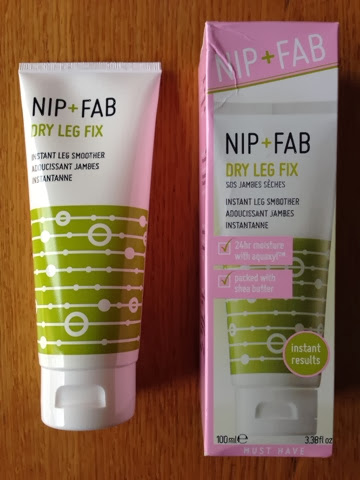 NIP+FAB
DRY LEG FIX
INSTANT LEG SMOOTHER
ADOUCISSANT JAMBES
INSTANTANNE
NIP+FAB
NIP+FAB
DRY LEG FIX
SOS JAMBES SÈCHES
INSTANT LEG SMOOTHER
ADOUCISSANT JAMBES
INSTANTANNE
24hr moisture
with aquaxyl™
packed with
shea butter
instant
results
100ml e 3.38fl oz
MUST HAVE